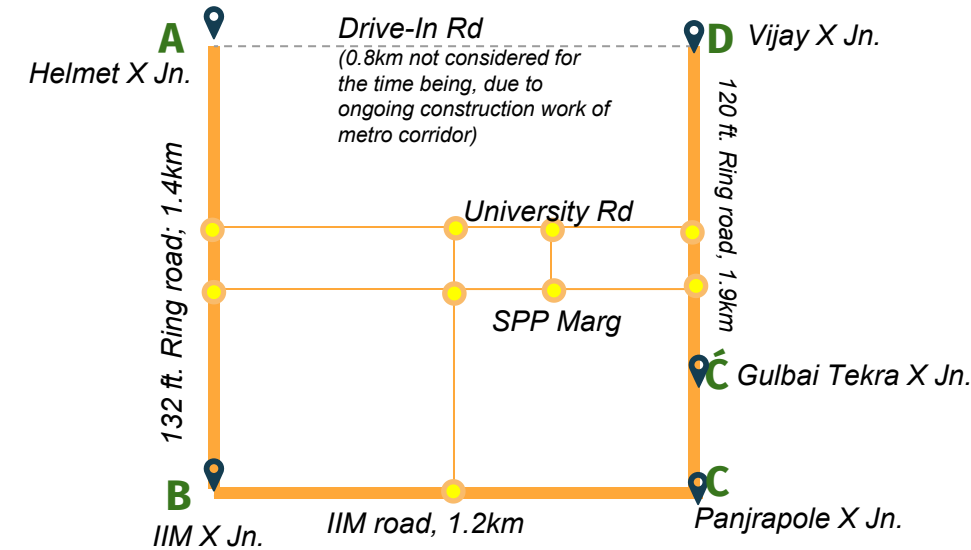 A
Helmet X Jn.
Drive-In Rd
(0.8km not considered for
the time being, due to
ongoing construction work of
metro corridor)
D
Vijay X Jn.
132 ft. Ring road; 1.4km
120 ft. Ring road, 1.9km
University Rd
SPP Marg
Ć
Gulbai Tekra X Jn.
B
IIM X Jn.
IIM road, 1.2km
C
Panjrapole X Jn.